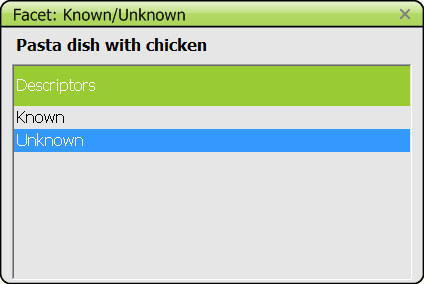 Facet: Known/Unknown
Pasta dish with chicken
Descriptors
Known
Unknown